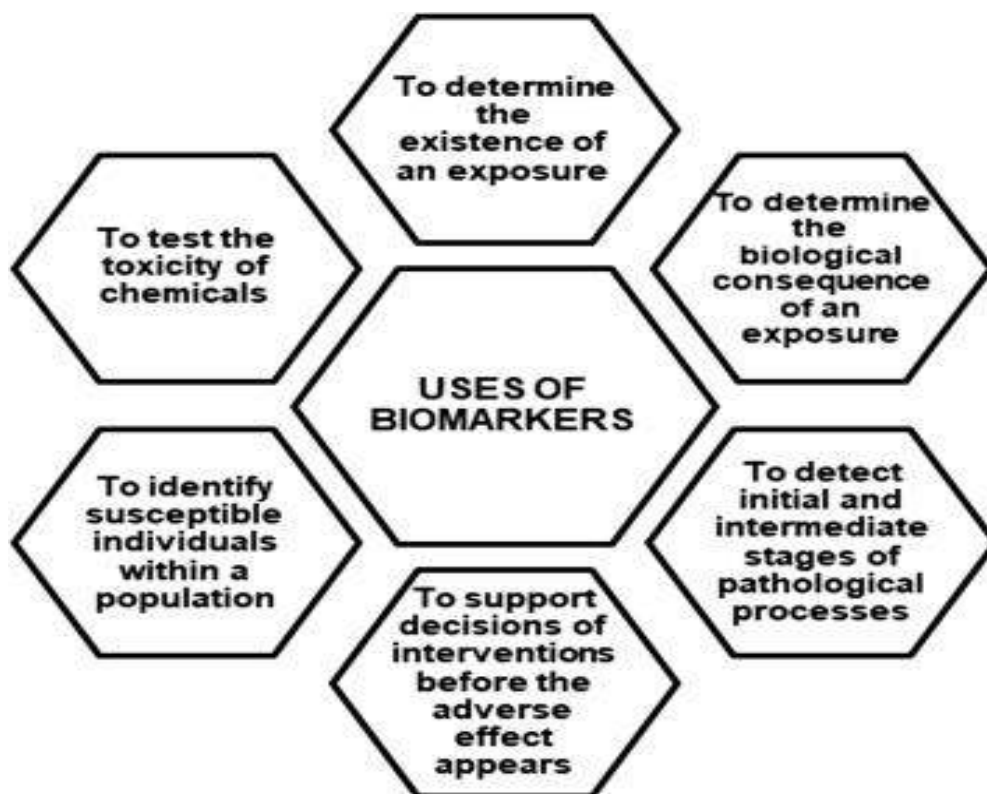 To determine
the
existence of
an exposure
To test the
toxicity of
chemicals
To determine
the
biological
consequence
of an
exposure
USES OF
BIOMARKERS
To identify
susceptible
individuals
within a
population
To detect
initial and
intermediate
stages of
pathological
processes
To support
decisions of
interventions
before the
adverse
effect
appears